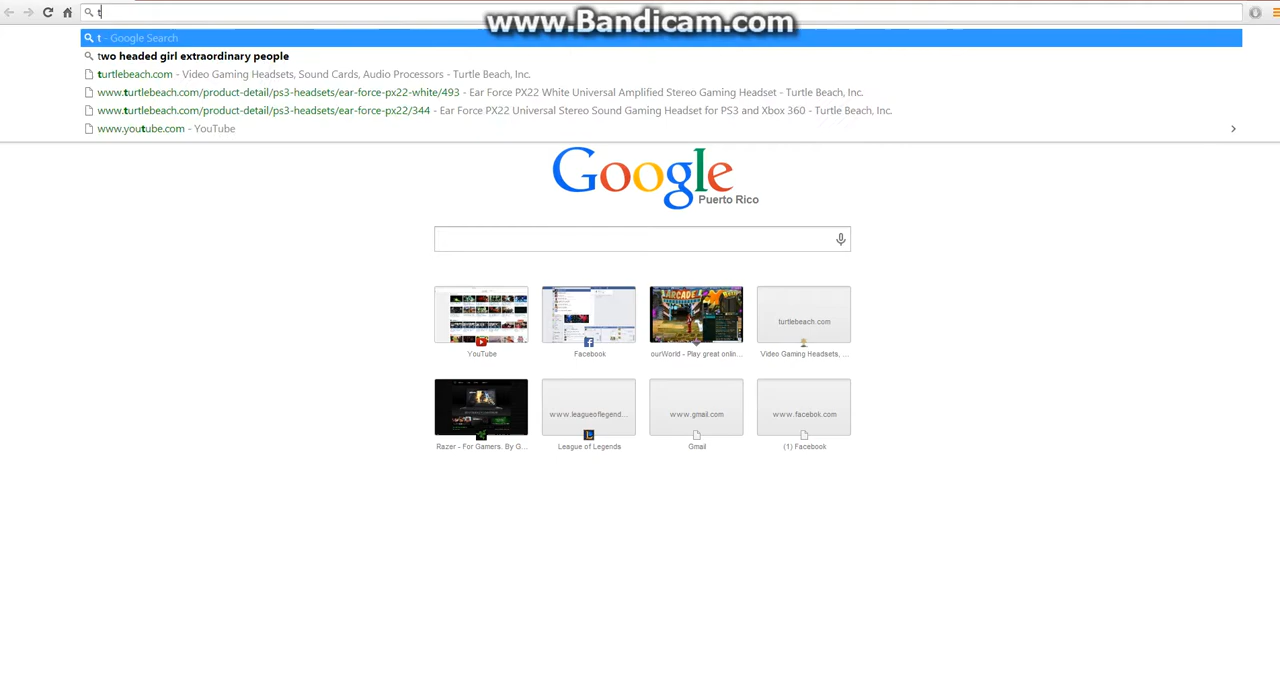 t
www.Bandicam.com
t - Google Search
two headed girl extraordinary people
turtlebeach.com - Video Gaming Headsets, Sound Cards, Audio Processors - Turtle Beach, Inc.
www.turtlebeach.com/product-detail/ps3-headsets/ear-force-px22-white/493 - Ear Force PX22 White Universal Amplified Stereo Gaming Headset - Turtle Beach, Inc.
www.turtlebeach.com/product-detail/ps3-headsets/ear-force-px22/344 - Ear Force PX22 Universal Stereo Sound Gaming Headset for PS3 and Xbox 360 - Turtle Beach, Inc.
www.youtube.com - YouTube
Google
Puerto Rico
ARCADE
turtlebeach.com
YouTube
Facebook
ourWorld - Play great onlin...
Video Gaming Headsets, ...
www.leagueoflegend...
www.gmail.com
www.facebok.com
Razer - For Gamers. By G...
League of Legends
Gmail
(1) Facebook